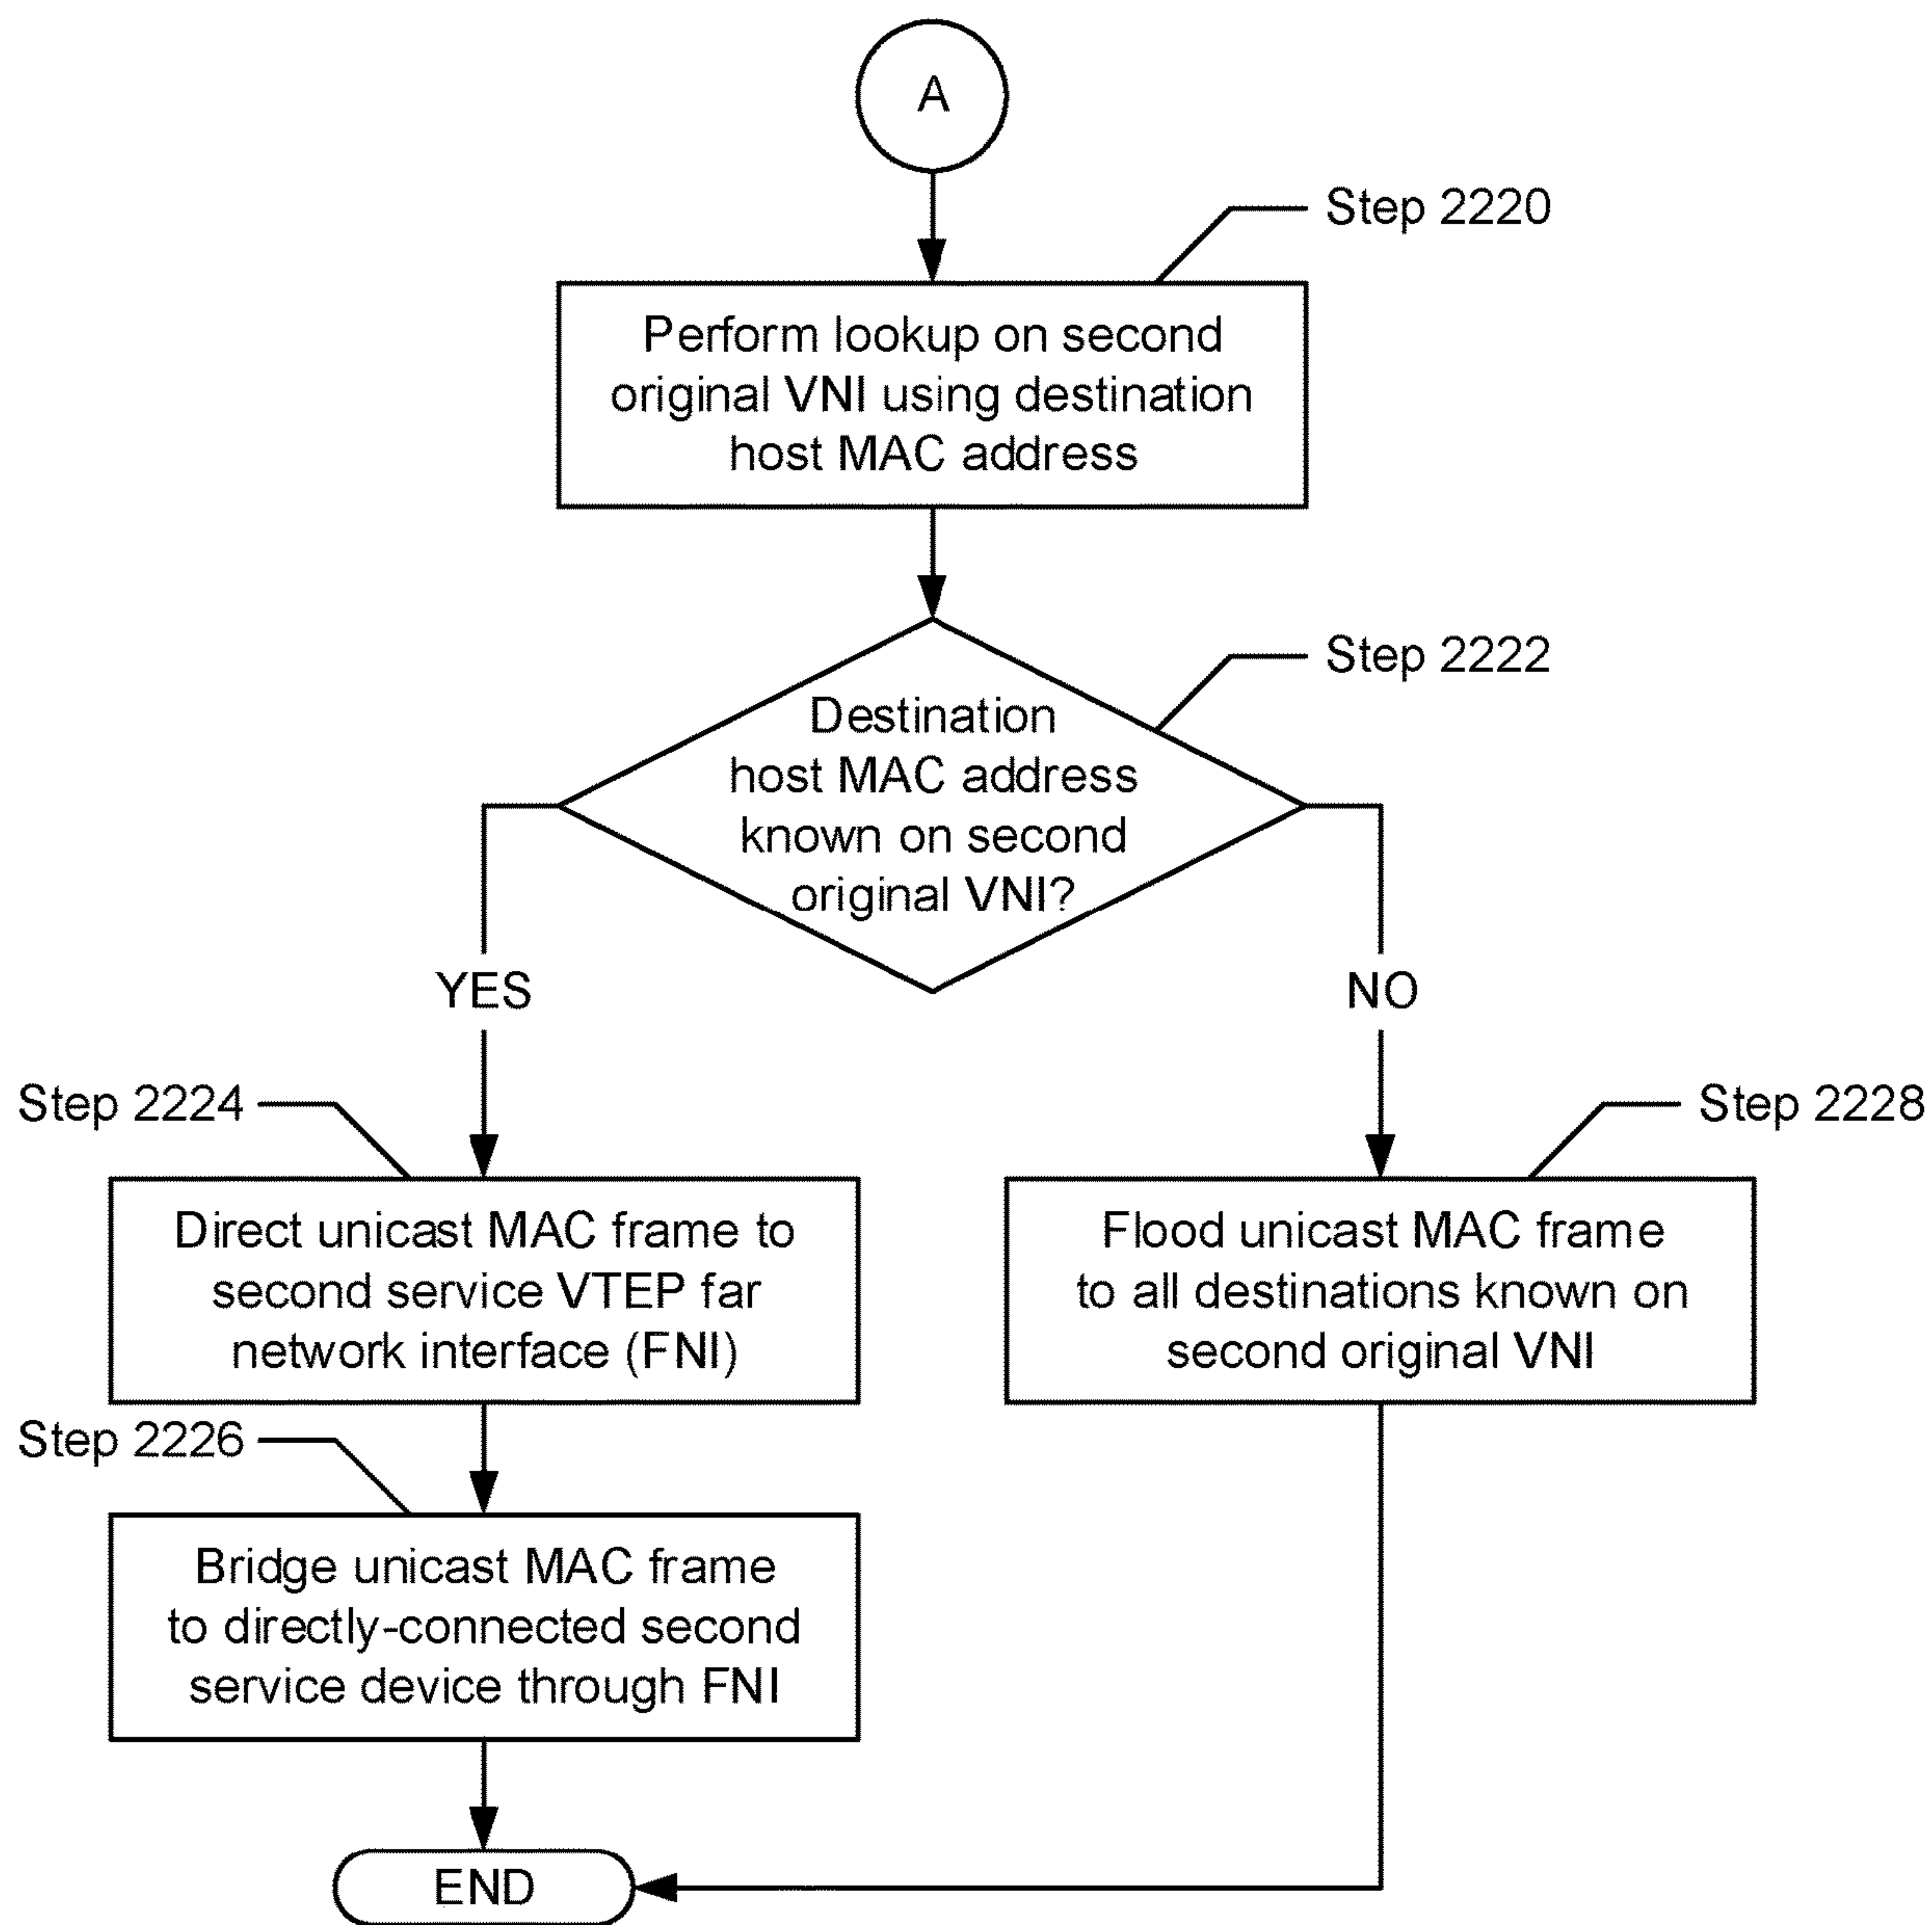 A
Step 2220
Perform lookup on second
original VNI using destination
host MAC address
Step 2222
Destination
host MAC address
known on second
original VNI?
YES
NO
Step 2224
Step 2228
Direct unicast MAC frame to
second service VTEP far
network interface (FNI)
Flood unicast MAC frame
to all destinations known on
second original VNI
Step 2226
Bridge unicast MAC frame
to directly-connected second
service device through FNI
END